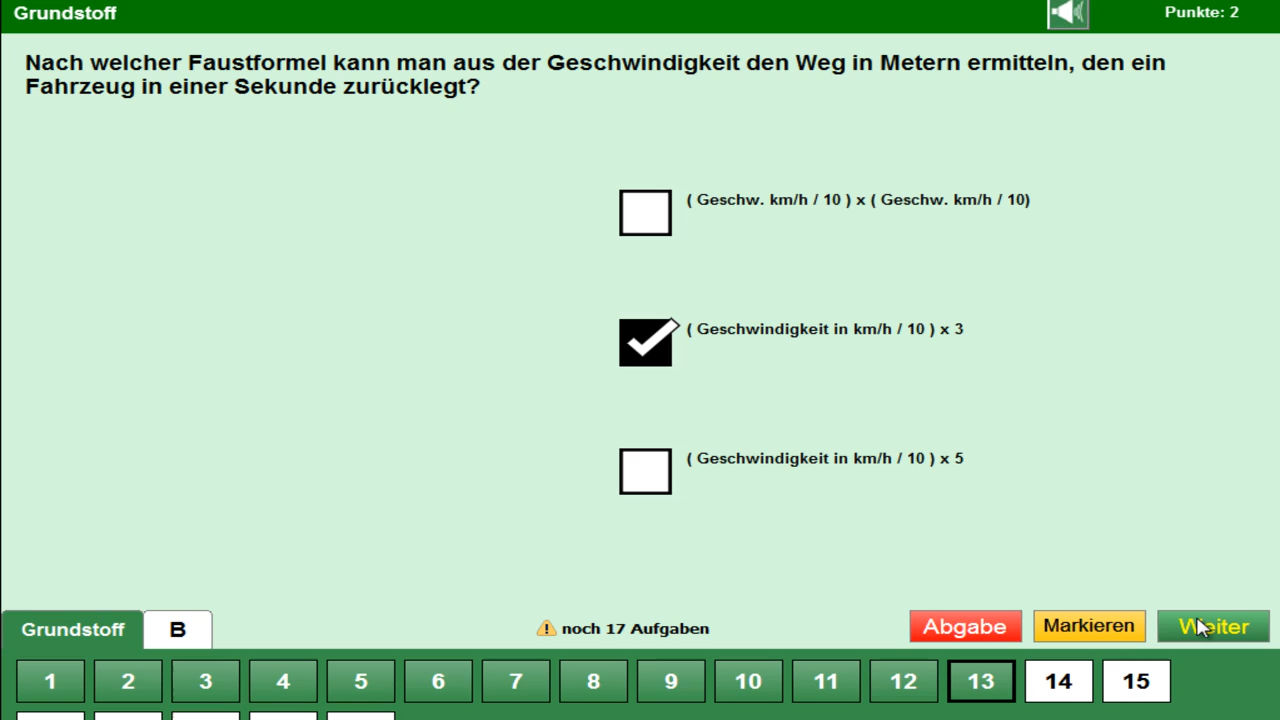 Grundstoff
Punkte: 2
Nach welcher Faustformel kann man aus der Geschwindigkeit den Weg in Metern ermitteln, den ein
Fahrzeug in einer Sekunde zurücklegt?
( Geschw. km/h / 10 ) x ( Geschw. km/h / 10)
( Geschwindigkeit in km/h / 10 ) x 3
( Geschwindigkeit in km/h / 10 ) x 5
Grundstoff
B
noch 17 Aufgaben
Abgabe
Markieren
Weiter
1 2 3 4 5 6 7 8 9 10 11 12 13 14 15